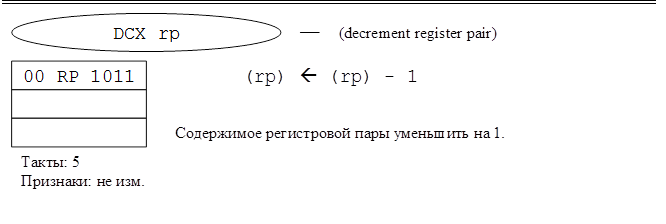 DCX rp — (decrement register pair)
00 RP 1011 (rp) ← (rp) - 1
Содержимое регистровой пары уменьшить на 1.
Такты: 5
Признаки: не изм.